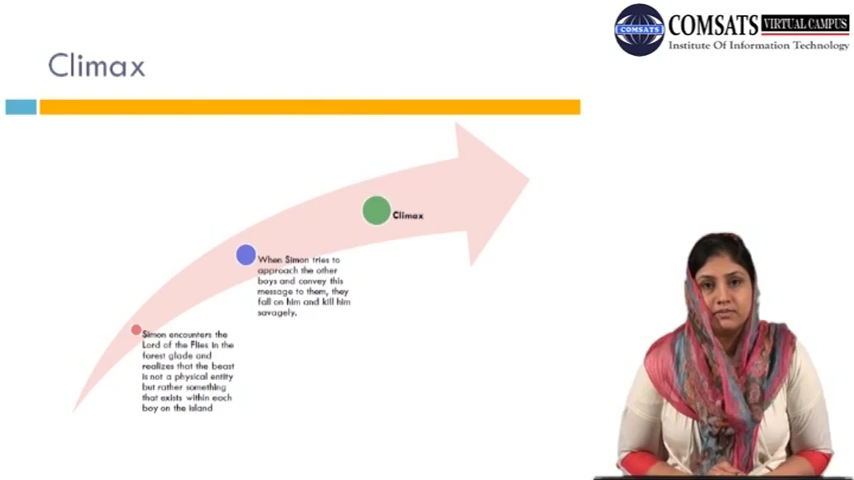 COMSATS
COMSATS VIRTUAL CAMPUS
Institute Of Information Technology
Climax
Climax
When Simon tries to
approach the other
boys and convey this
message to them, they
fall on him and kill him
savagely.
Simon encounters the
Lord of the Flies in the
forest glade and
realizes that the beast
is not a physical entity
but rather something
that exists within each
boy on the island